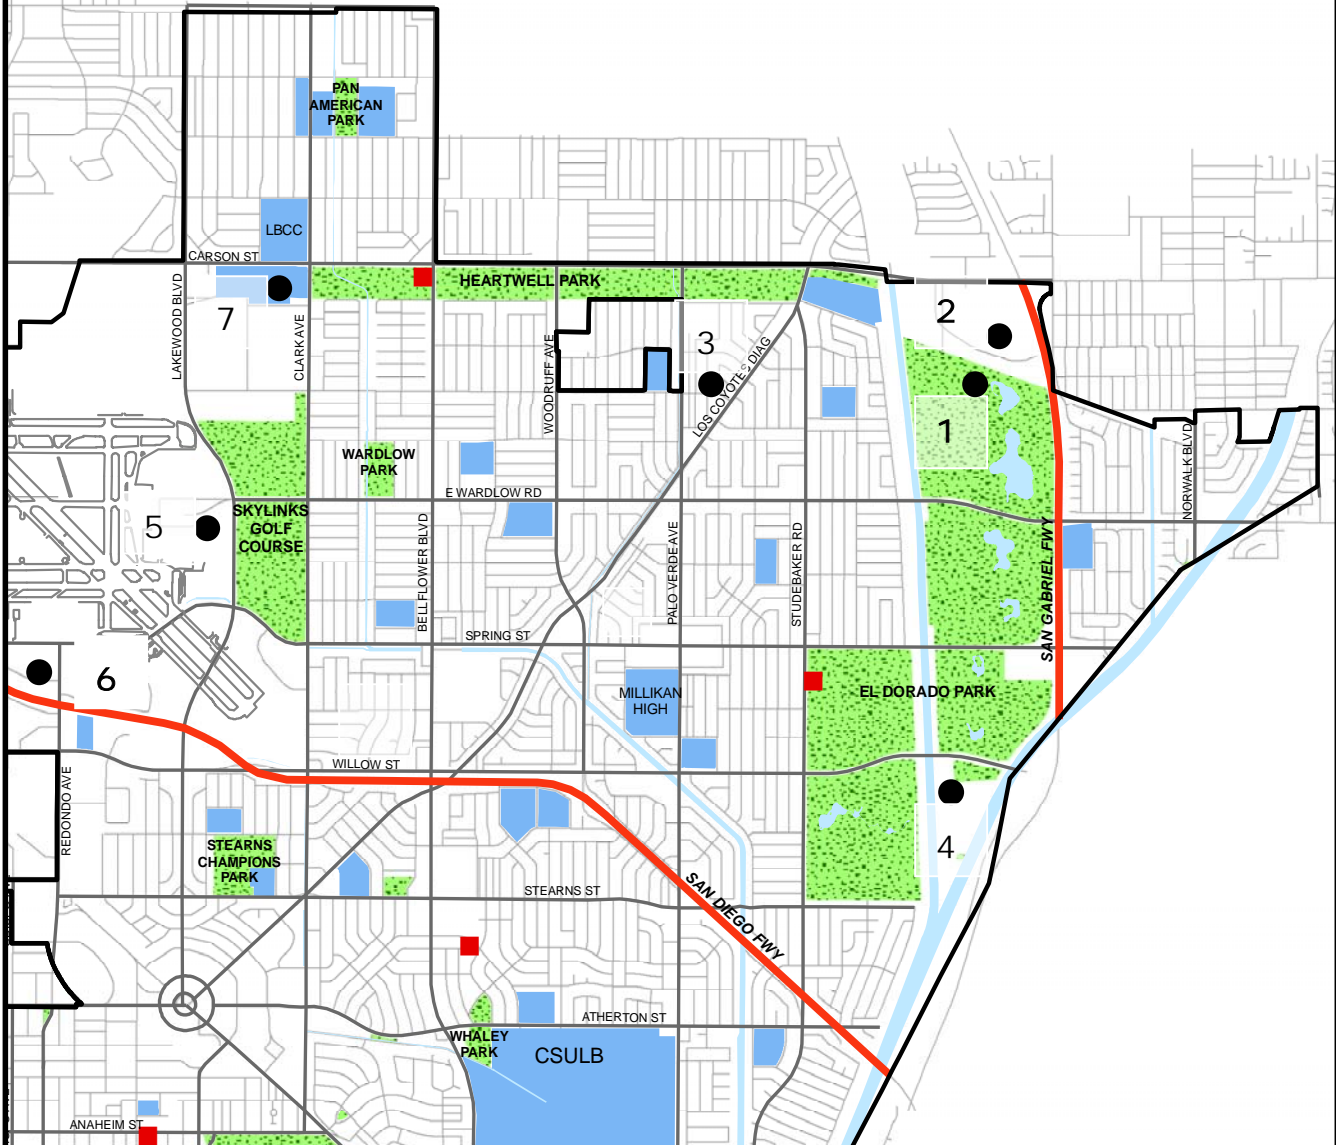 PAN
AMERICAN
PARK
LBCC
CARSON ST
HEARTWELL PARK
LAKEWOOD BLVD
7
CLARK AVE
2
3
WOODRUFF AVE
LOS COYOTES DIAG
1
WARDLOW
PARK
E WARDLOW RD
NORWALK BLVD
5
SKYLINKS
GOLF
COURSE
BELLFLOWER BLVD
PALO VERDE AVE
STUDEBAKER RD
SAN GABRIEL FWY
SPRING ST
6
MILLIKAN
HIGH
EL DORADO PARK
WILLOW ST
REDONDO AVE
STEARNS
CHAMPIONS
PARK
4
STEARNS ST
SAN DIEGO FWY
ATHERTON ST
WHALEY
PARK
CSULB
ANAHEIM ST